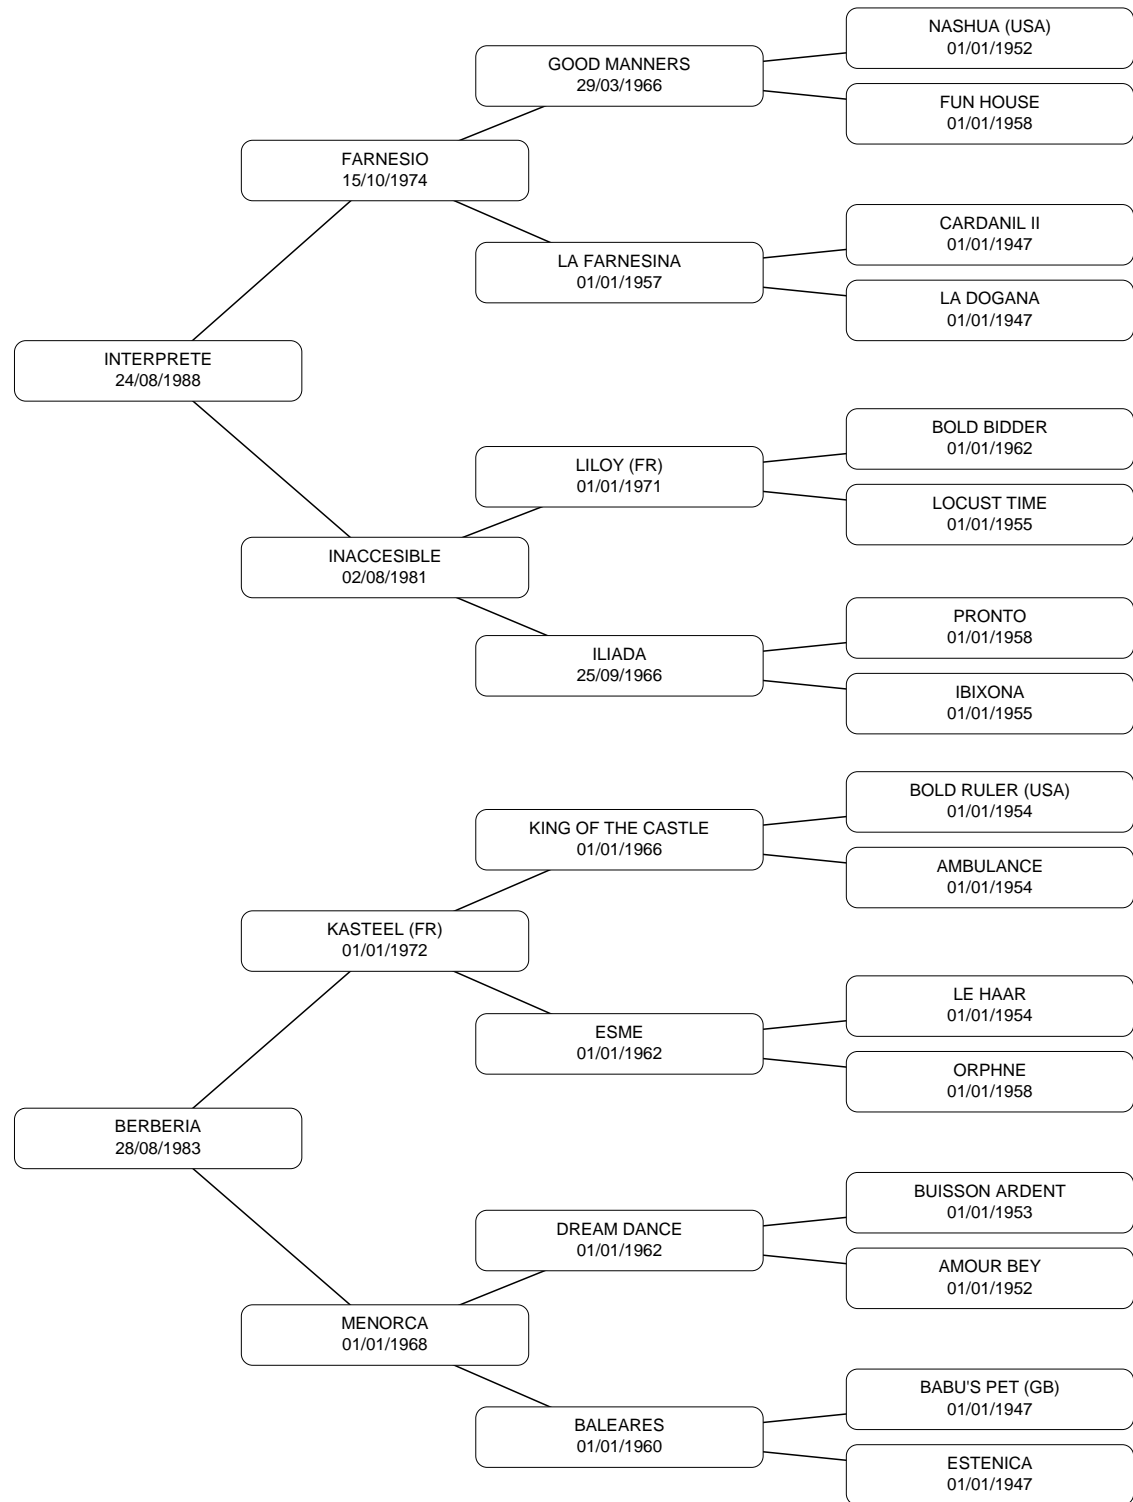 NASHUA (USA)
01/01/1952
GOOD MANNERS
29/03/1966
FUN HOUSE
01/01/1958
FARNESIO
15/10/1974
CARDANIL II
01/01/1947
LA FARNESINA
01/01/1957
LA DOGANA
01/01/1947
INTERPRETE
24/08/1988
BOLD BIDDER
01/01/1962
LILOY (FR)
01/01/1971
LOCUST TIME
01/01/1955
INACCESIBLE
02/08/1981
PRONTO
01/01/1958
ILIADA
25/09/1966
IBIXONA
01/01/1955
BOLD RULER (USA)
01/01/1954
KING OF THE CASTLE
01/01/1966
AMBULANCE
01/01/1954
KASTEEL (FR)
01/01/1972
LE HAAR
01/01/1954
ESME
01/01/1962
ORPHNE
01/01/1958
BERBERIA
28/08/1983
BUISSON ARDENT
01/01/1953
DREAM DANCE
01/01/1962
AMOUR BEY
01/01/1952
MENORCA
01/01/1968
BABU'S PET (GB)
01/01/1947
BALEARES
01/01/1960
ESTENICA
01/01/1947